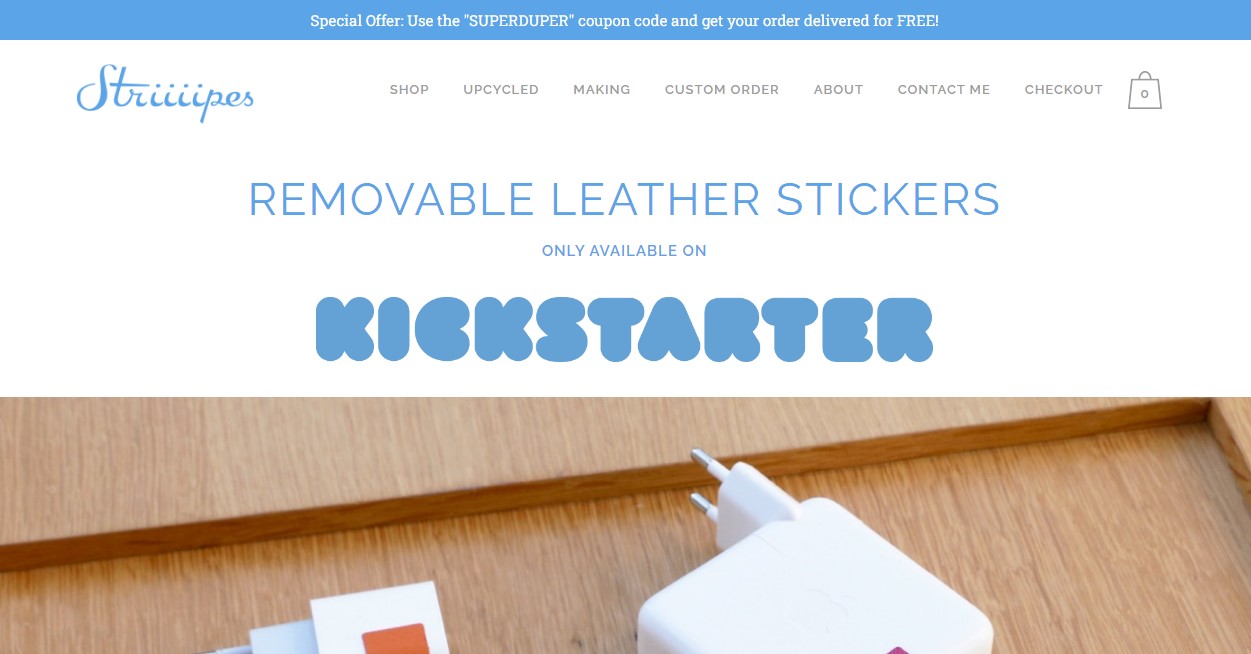 Special Offer: Use the "SUPERDUPER" coupon code and get your order delivered for FREE!
Striiiipes
SHOP UPCYCLED MAKING CUSTOM ORDER ABOUT CONTACT ME CHECKOUT 0
REMOVABLE LEATHER STICKERS
ONLY AVAILABLE ON
KICKSTARTER